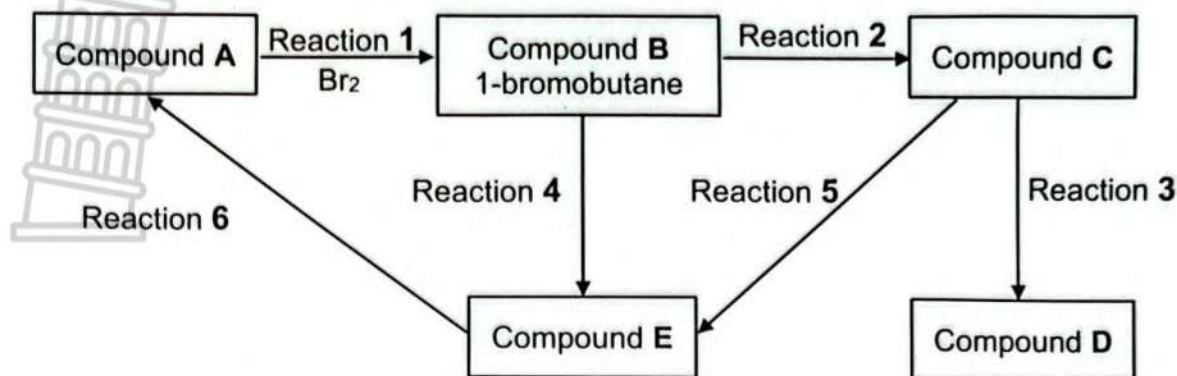 Compound A
Reaction 1
Br₂
Compound B
1-bromobutane
Reaction 2
Compound C
Reaction 6
Reaction 4
Reaction 5
Reaction 3
Compound E
Compound D